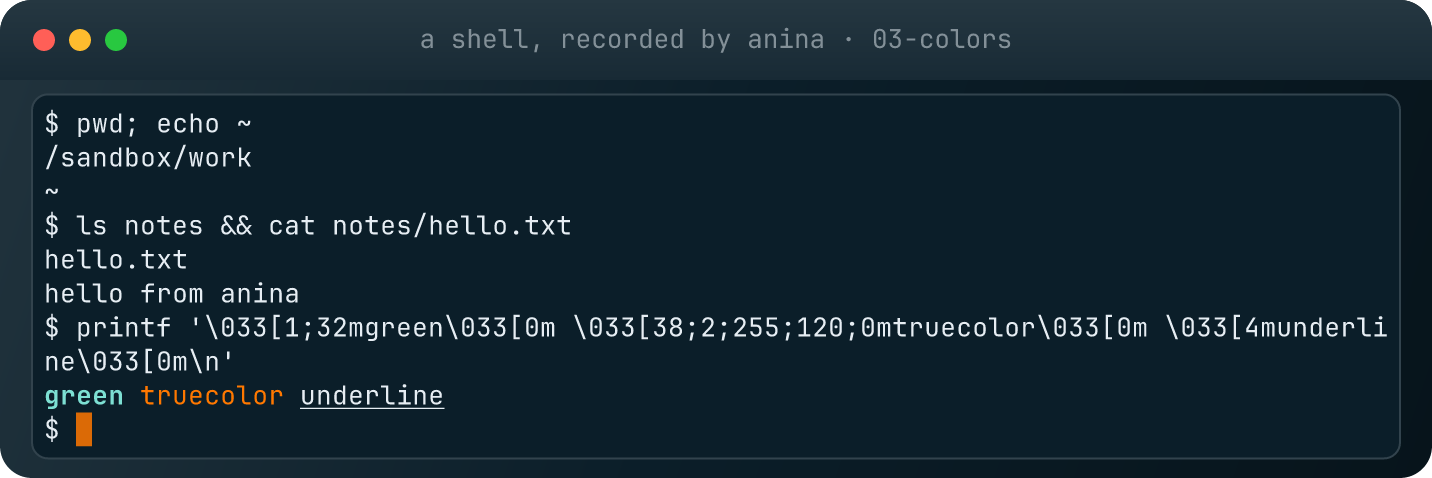 a shell, recorded by anina · 03-colors
$ pwd; echo ~
/sandbox/work
~
$ ls notes && cat notes/hello.txt
hello.txt
hello from anina
$ printf '\033[1;32mgreen\033[0m \033[38;2;255;120;0mtruecolor\033[0m \033[4munderli
ne\033[0m\n'
green truecolor underline
$